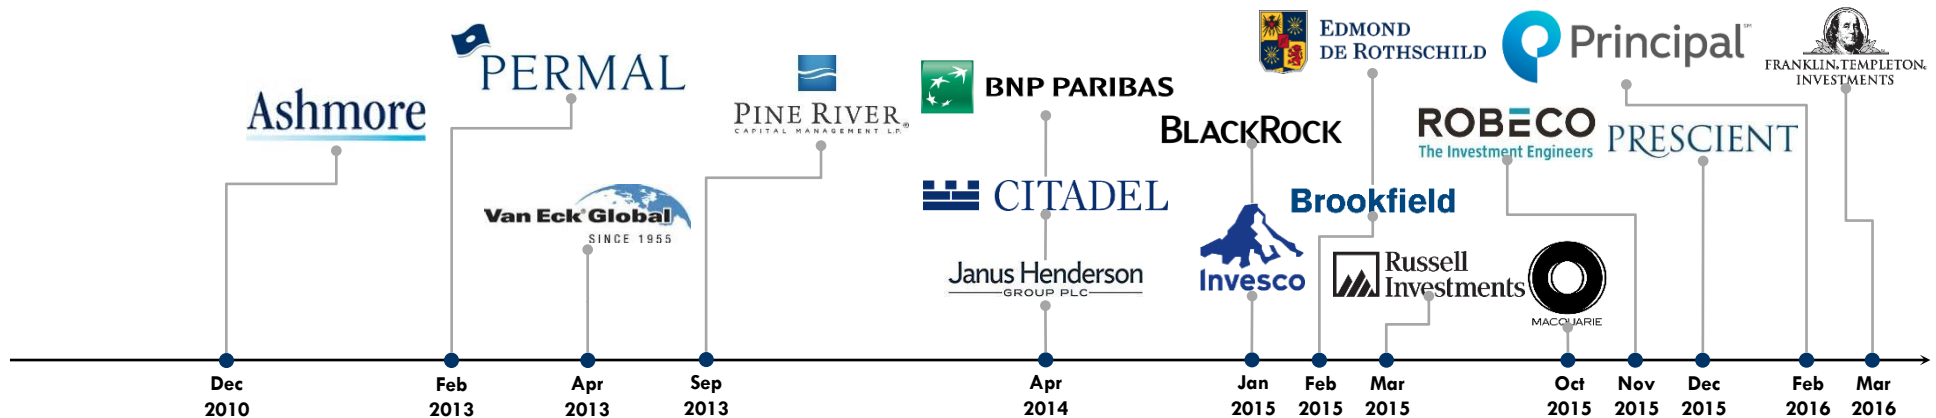 Ashmore
PERMAL
Van Eck® Global
SINCE 1955
PINE RIVER®
CAPITAL MANAGEMENT L.P.
BNP PARIBAS
CITADEL
Janus Henderson
GROUP PLC
BLACKROCK
Invesco
EDMOND
DE ROTHSCHILD
Brookfield
Russell
Investments
Principal℠
ROBECO
The Investment Engineers
PRESCIENT
MACQUARIE
FRANKLIN TEMPLETON®
INVESTMENTS
Dec
2010
Feb
2013
Apr
2013
Sep
2013
Apr
2014
Jan
2015
Feb
2015
Mar
2015
Oct
2015
Nov
2015
Dec
2015
Feb
2016
Mar
2016